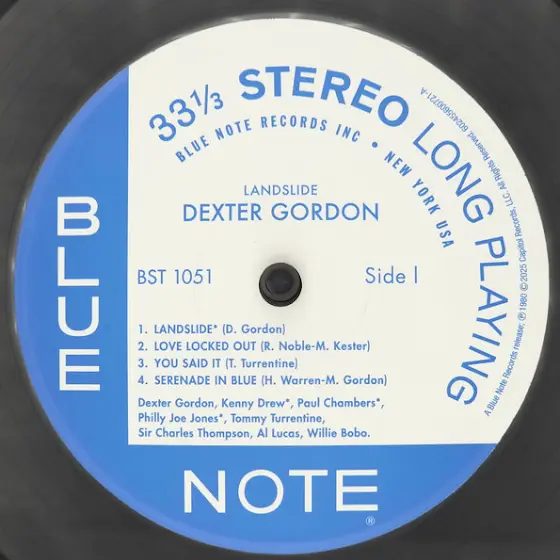 33⅓ STEREO LONG PLAYING
BLUE NOTE RECORDS INC • NEW YORK USA
A Blue Note Records release; ℗ 1980 © 2025 Capitol Records, LLC. All Rights Reserved. 602455606721-A
LANDSLIDE
DEXTER GORDON
BST 1051 Side 1
1. LANDSLIDE* (D. Gordon)
2. LOVE LOCKED OUT (R. Noble-M. Kester)
3. YOU SAID IT (T. Turrentine)
4. SERENADE IN BLUE (H. Warren-M. Gordon)
Dexter Gordon, Kenny Drew*, Paul Chambers*,
Philly Joe Jones*, Tommy Turrentine,
Sir Charles Thompson, Al Lucas, Willie Bobo.
BLUE
NOTE®